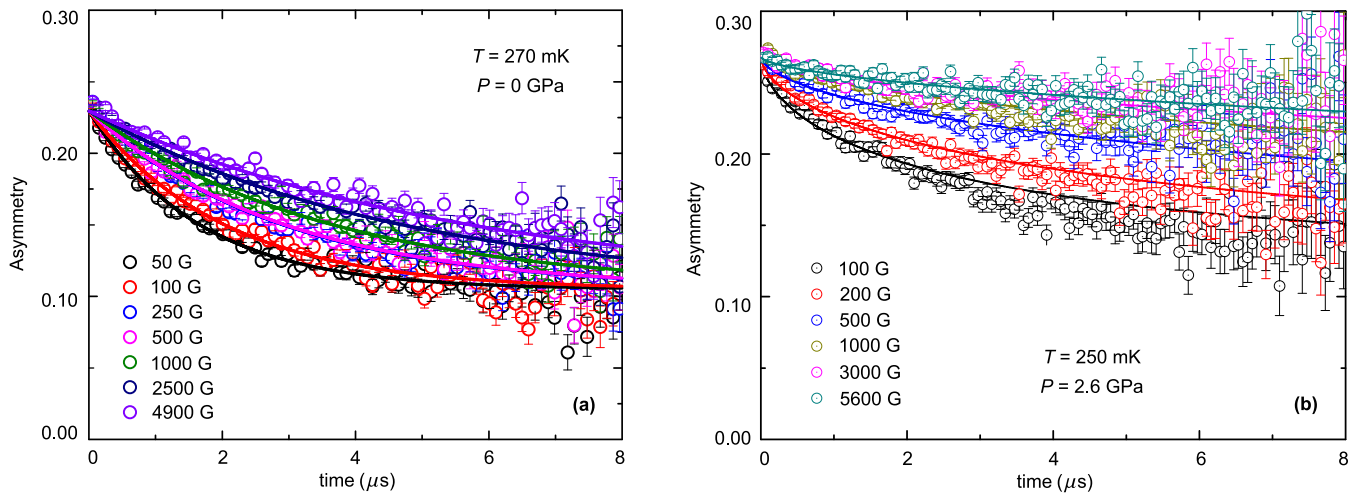 0.30
0.20
0.10
0.00
Asymmetry
T = 270 mK
P = 0 GPa
50 G
100 G
250 G
500 G
1000 G
2500 G
4900 G
(a)
0 2 4 6 8
time (μs)
0.30
0.20
0.10
0.00
Asymmetry
100 G
200 G
500 G
1000 G
3000 G
5600 G
T = 250 mK
P = 2.6 GPa
(b)
0 2 4 6 8
time (μs)